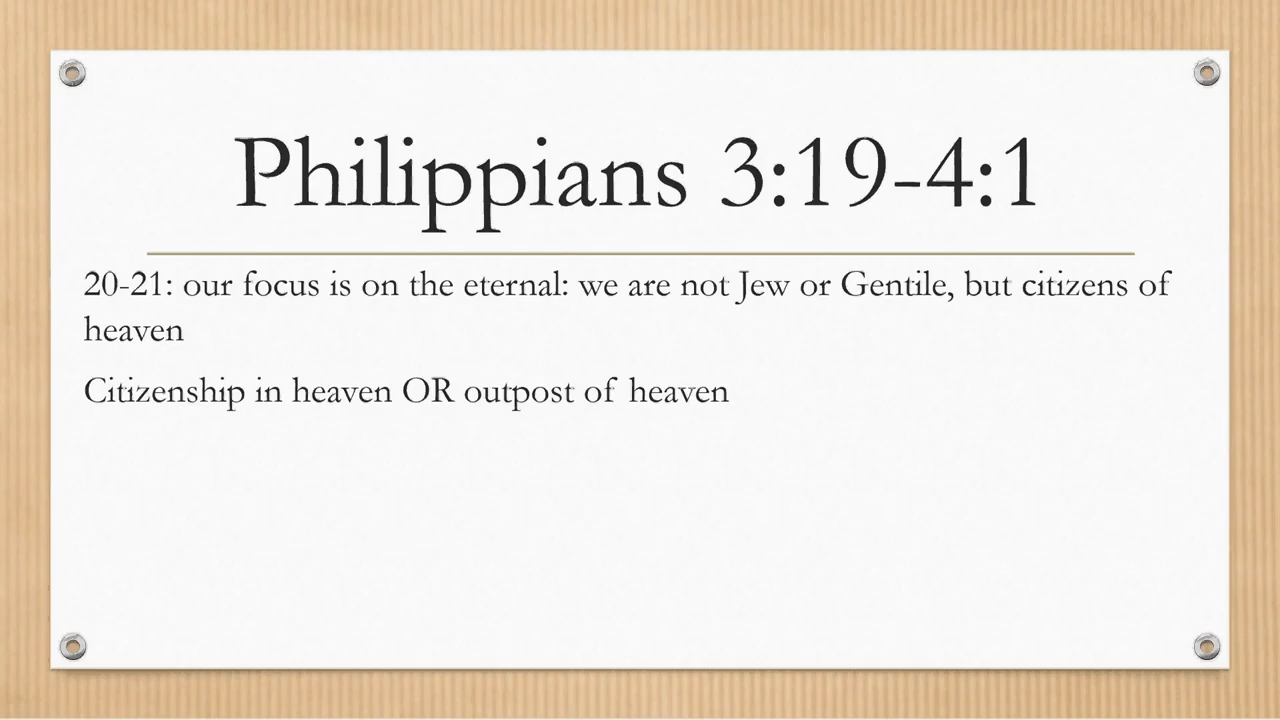 Philippians 3:19-4:1
20-21: our focus is on the eternal: we are not Jew or Gentile, but citizens of
heaven
Citizenship in heaven OR outpost of heaven